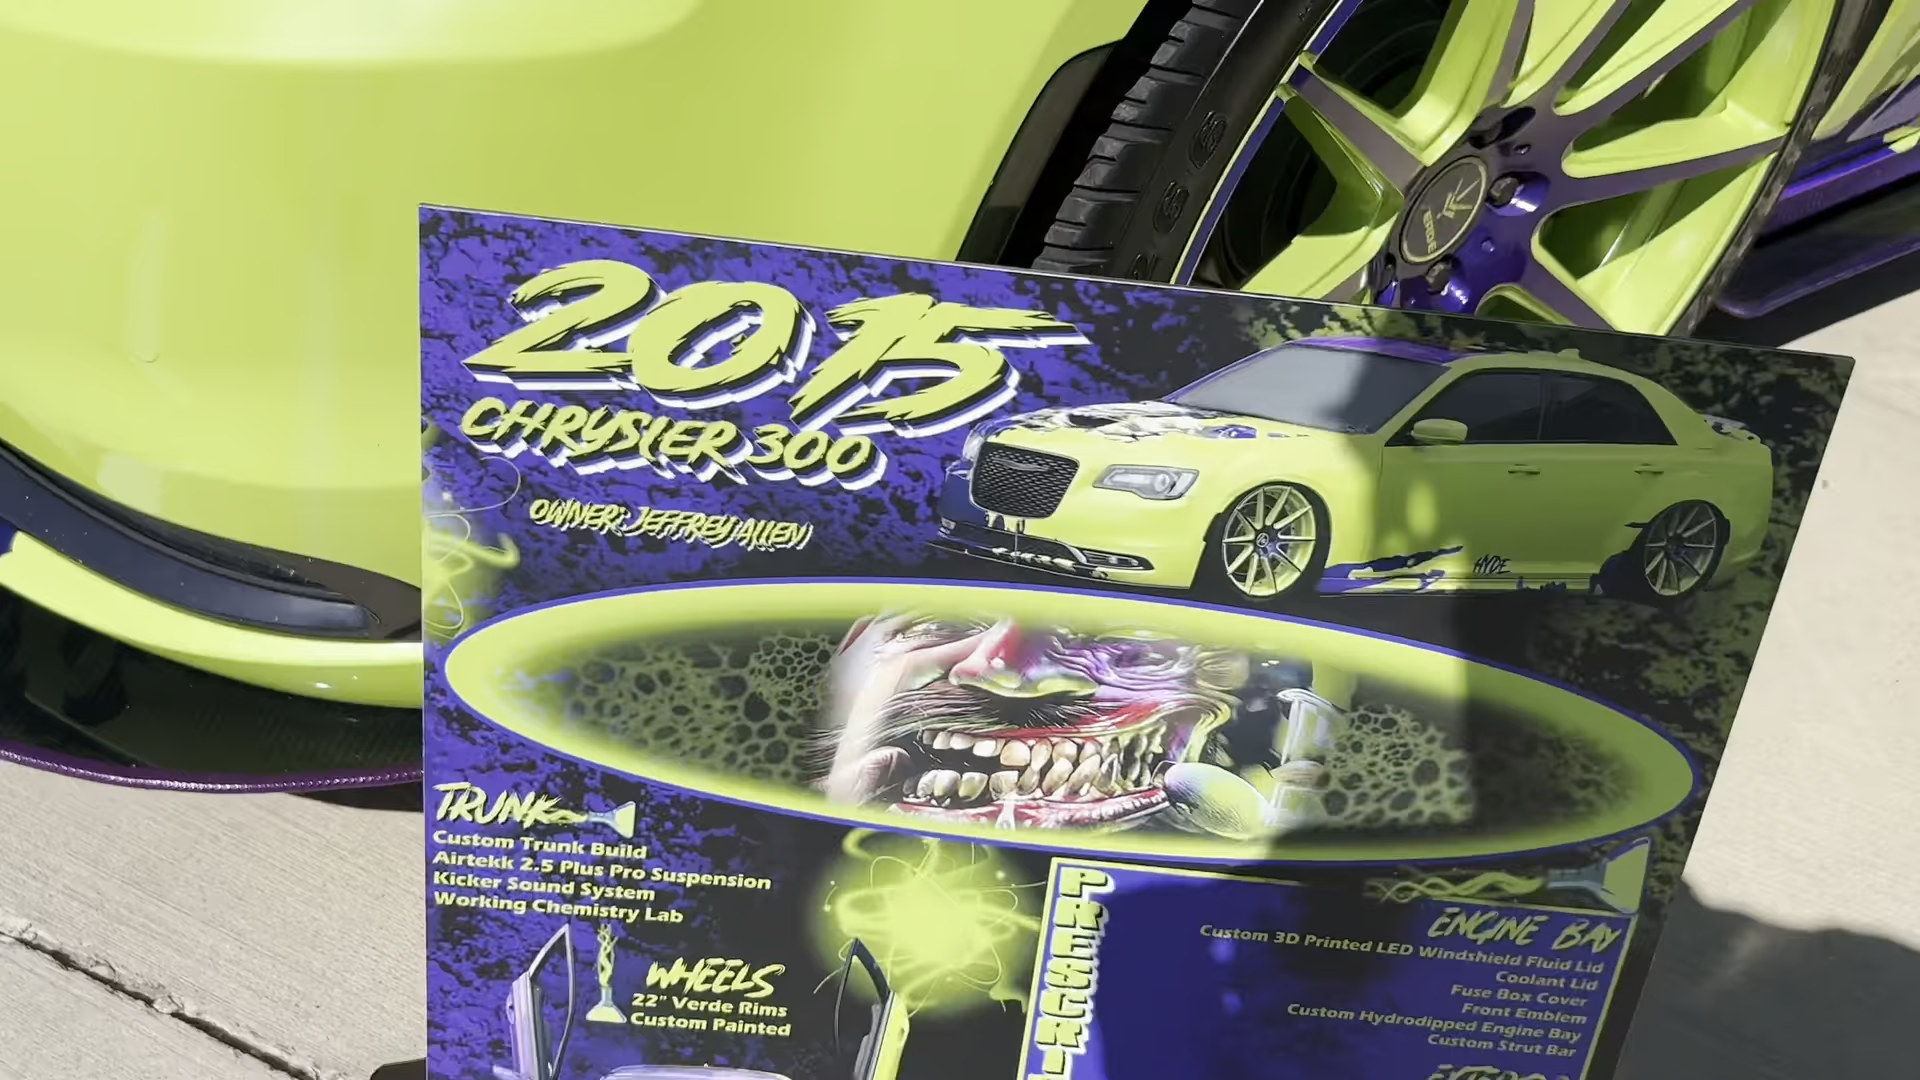 VERDE
2015
CHRYSLER 300
OWNER: JEFFREY ALLEN
HYDE
TRUNK
Custom Trunk Build
Airtekk 2.5 Plus Pro Suspension
Kicker Sound System
Working Chemistry Lab
WHEELS
22" Verde Rims
Custom Painted
ENGINE BAY
Custom 3D Printed LED Windshield Fluid Lid
Coolant Lid
Fuse Box Cover
Front Emblem
Custom Hydrodipped Engine Bay
Custom Strut Bar